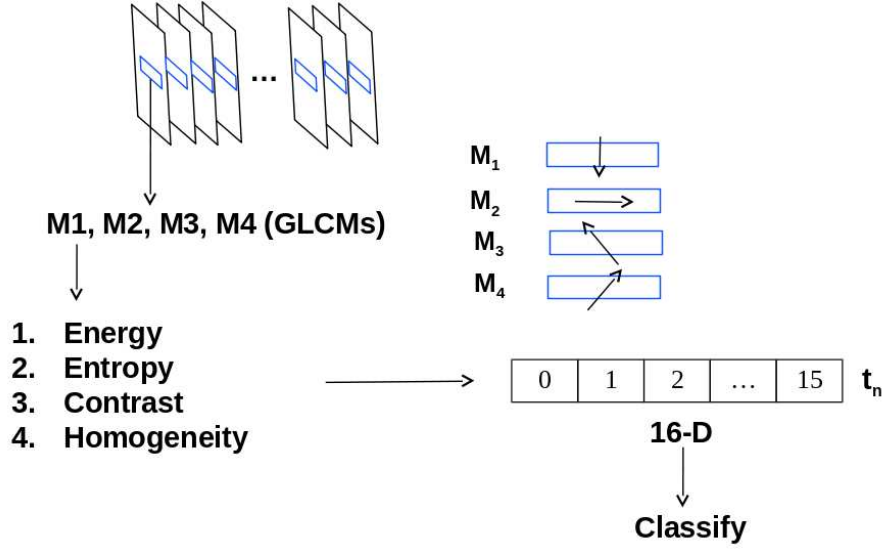 ...
M1, M2, M3, M4 (GLCMs)
M1
M2
M3
M4
1. Energy
2. Entropy
3. Contrast
4. Homogeneity
0 1 2 ... 15 tn
16-D
Classify